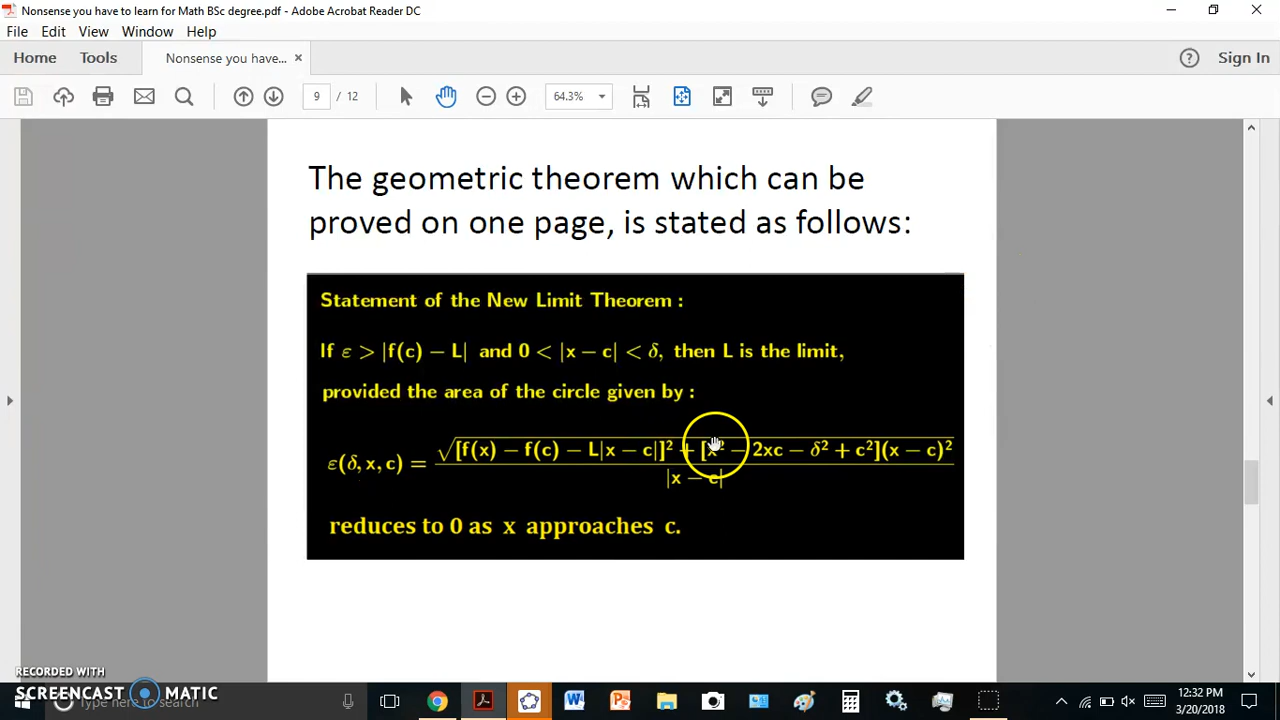 Nonsense you have to learn for Math BSc degree.pdf - Adobe Acrobat Reader DC
File Edit View Window Help
Home Tools Nonsense you have... × Sign In
9 / 12 64.3%
The geometric theorem which can be
proved on one page, is stated as follows:
Statement of the New Limit Theorem :
If ε > |f(c) − L| and 0 < |x − c| < δ, then L is the limit,
provided the area of the circle given by :
ε(δ, x, c) = √[f(x) − f(c) − L|x − c|]² + [x² − 2xc − δ² + c²](x − c)²
|x − c|
reduces to 0 as x approaches c.
RECORDED WITH
SCREENCAST MATIC
Type here to search
12:32 PM
3/20/2018